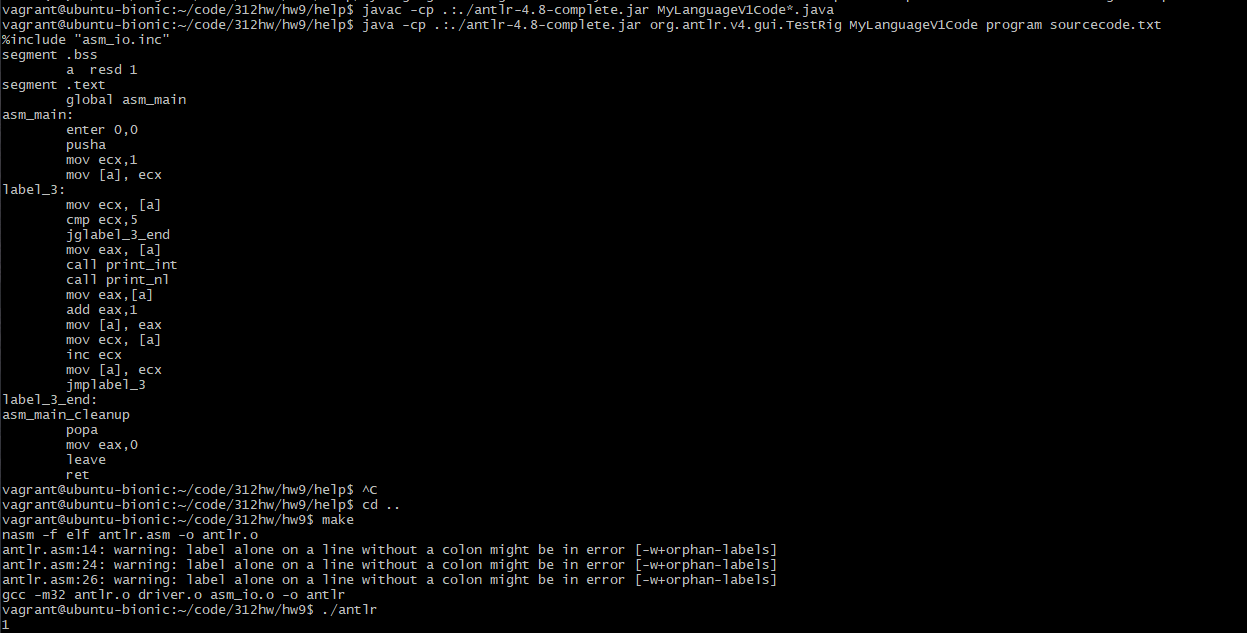 vagrant@ubuntu-bionic:~/code/312hw/hw9/help$ javac -cp .:./antlr-4.8-complete.jar MyLanguageV1Code*.java
vagrant@ubuntu-bionic:~/code/312hw/hw9/help$ java -cp .:./antlr-4.8-complete.jar org.antlr.v4.gui.TestRig MyLanguageV1Code program sourcecode.txt
%include "asm_io.inc"
segment .bss
        a  resd 1
segment .text
        global asm_main
asm_main:
        enter 0,0
        pusha
        mov ecx,1
        mov [a], ecx
label_3:
        mov ecx, [a]
        cmp ecx,5
        jglabel_3_end
        mov eax, [a]
        call print_int
        call print_nl
        mov eax,[a]
        add eax,1
        mov [a], eax
        mov ecx, [a]
        inc ecx
        mov [a], ecx
        jmplabel_3
label_3_end:
asm_main_cleanup
        popa
        mov eax,0
        leave
        ret
vagrant@ubuntu-bionic:~/code/312hw/hw9/help$ ^C
vagrant@ubuntu-bionic:~/code/312hw/hw9/help$ cd ..
vagrant@ubuntu-bionic:~/code/312hw/hw9$ make
nasm -f elf antlr.asm -o antlr.o
antlr.asm:14: warning: label alone on a line without a colon might be in error [-w+orphan-labels]
antlr.asm:24: warning: label alone on a line without a colon might be in error [-w+orphan-labels]
antlr.asm:26: warning: label alone on a line without a colon might be in error [-w+orphan-labels]
gcc -m32 antlr.o driver.o asm_io.o -o antlr
vagrant@ubuntu-bionic:~/code/312hw/hw9$ ./antlr
1